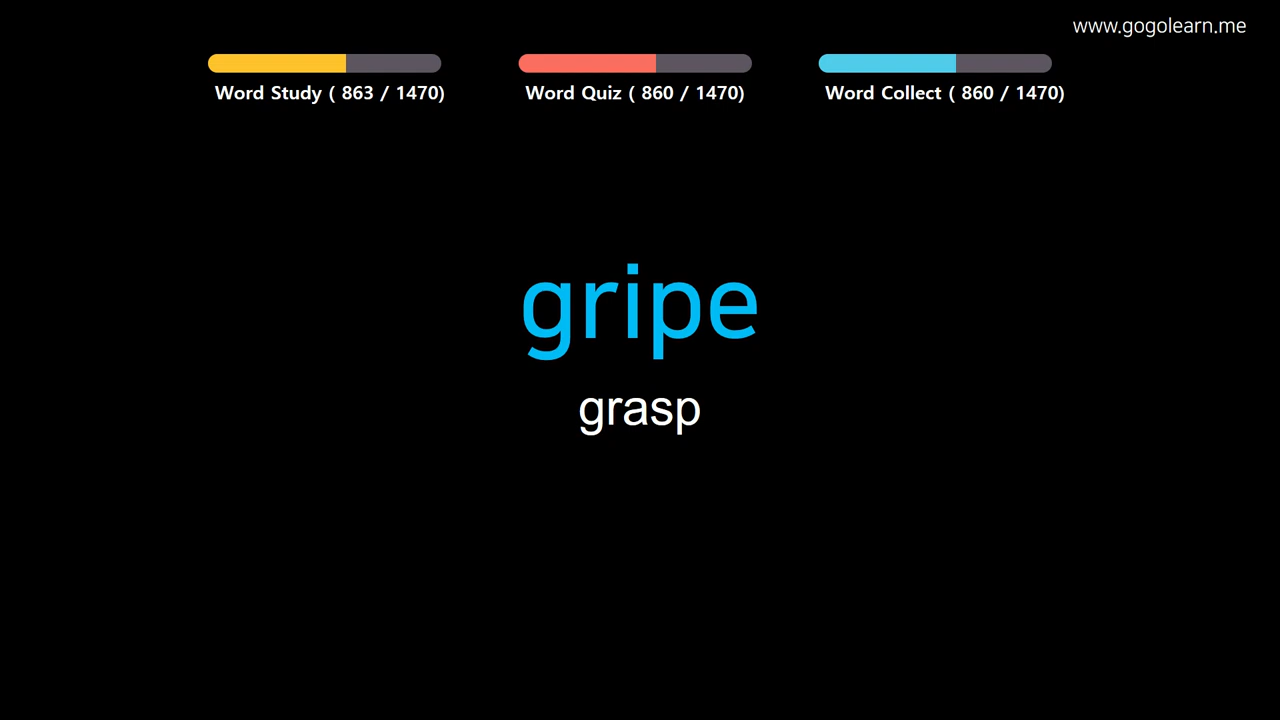 www.gogolearn.me
Word Study ( 863 / 1470)
Word Quiz ( 860 / 1470)
Word Collect ( 860 / 1470)
gripe
grasp